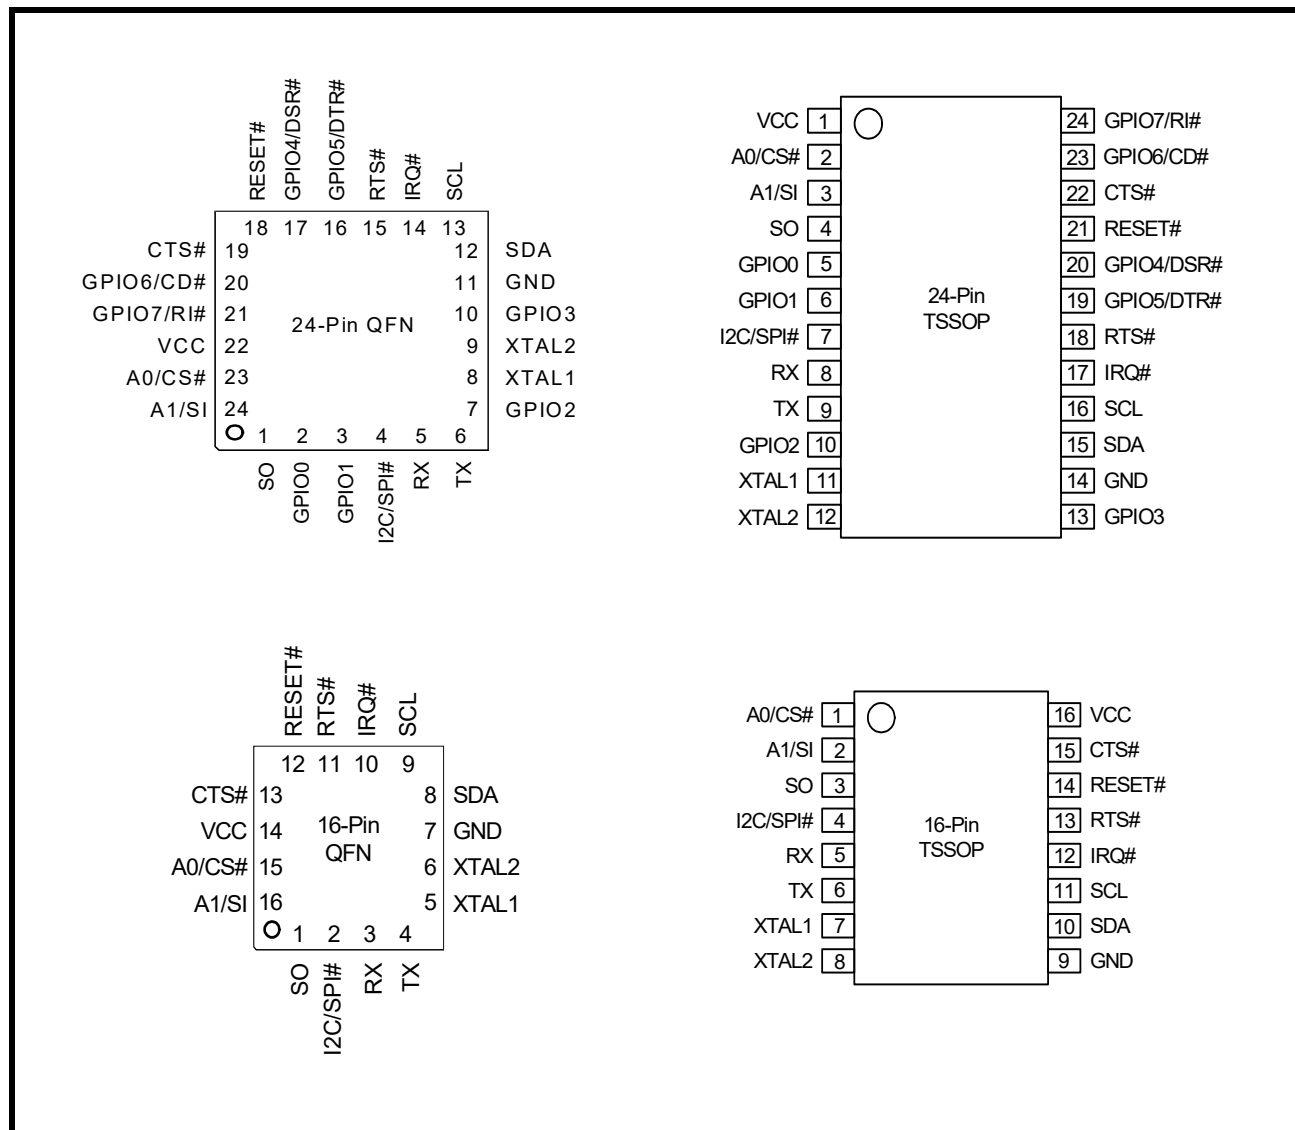 RESET#
GPIO4/DSR#
GPIO5/DTR#
RTS#
IRQ#
SCL
18 17 16 15 14 13
CTS# 19 12 SDA
GPIO6/CD# 20 11 GND
GPIO7/RI# 21 24-Pin QFN 10 GPIO3
VCC 22 9 XTAL2
A0/CS# 23 8 XTAL1
A1/SI 24 7 GPIO2
1 2 3 4 5 6
SO
GPIO0
GPIO1
I2C/SPI#
RX
TX
VCC 1 24 GPIO7/RI#
A0/CS# 2 23 GPIO6/CD#
A1/SI 3 22 CTS#
SO 4 21 RESET#
GPIO0 5 20 GPIO4/DSR#
GPIO1 6 24-Pin 19 GPIO5/DTR#
TSSOP
I2C/SPI# 7 18 RTS#
RX 8 17 IRQ#
TX 9 16 SCL
GPIO2 10 15 SDA
XTAL1 11 14 GND
XTAL2 12 13 GPIO3
RESET#
RTS#
IRQ#
SCL
12 11 10 9
CTS# 13 8 SDA
VCC 14 16-Pin 7 GND
QFN
A0/CS# 15 6 XTAL2
A1/SI 16 5 XTAL1
1 2 3 4
SO
I2C/SPI#
RX
TX
A0/CS# 1 16 VCC
A1/SI 2 15 CTS#
SO 3 14 RESET#
I2C/SPI# 4 16-Pin 13 RTS#
TSSOP
RX 5 12 IRQ#
TX 6 11 SCL
XTAL1 7 10 SDA
XTAL2 8 9 GND